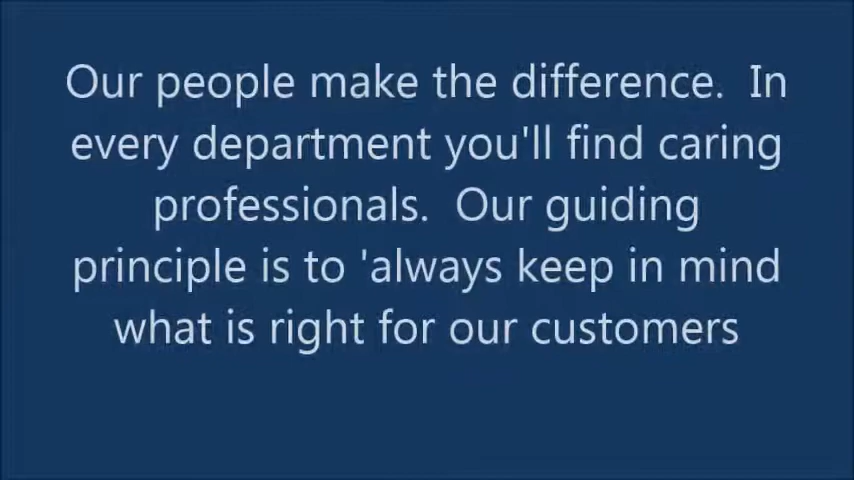 Our people make the difference.  In
every department you'll find caring
professionals.  Our guiding
principle is to 'always keep in mind
what is right for our customers